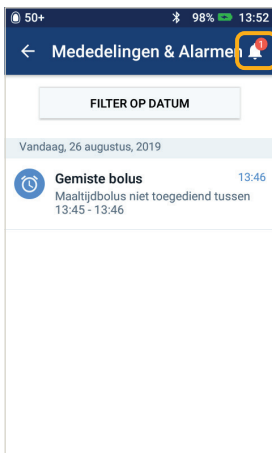 50+ 98% 13:52
Mededelingen & Alarmen 1
FILTER OP DATUM
Vandaag, 26 augustus, 2019
Gemiste bolus 13:46
Maaltijdbolus niet toegediend tussen
13:45 - 13:46